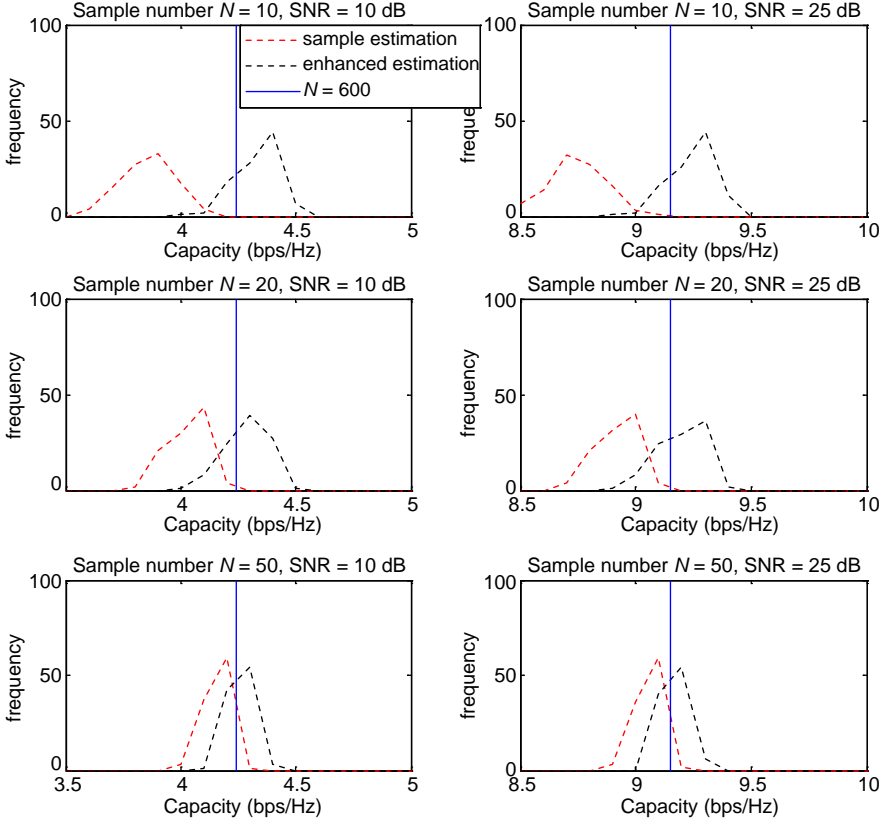 Sample number N = 10, SNR = 10 dB
100
50
0
frequency
4
4.5
5
Capacity (bps/Hz)
sample estimation
enhanced estimation
N = 600
Sample number N = 10, SNR = 25 dB
100
50
0
frequency
8.5
9
9.5
10
Capacity (bps/Hz)
Sample number N = 20, SNR = 10 dB
100
50
0
frequency
4
4.5
5
Capacity (bps/Hz)
Sample number N = 20, SNR = 25 dB
100
50
0
frequency
8.5
9
9.5
10
Capacity (bps/Hz)
Sample number N = 50, SNR = 10 dB
100
50
0
frequency
3.5
4
4.5
5
Capacity (bps/Hz)
Sample number N = 50, SNR = 25 dB
100
50
0
frequency
8.5
9
9.5
10
Capacity (bps/Hz)